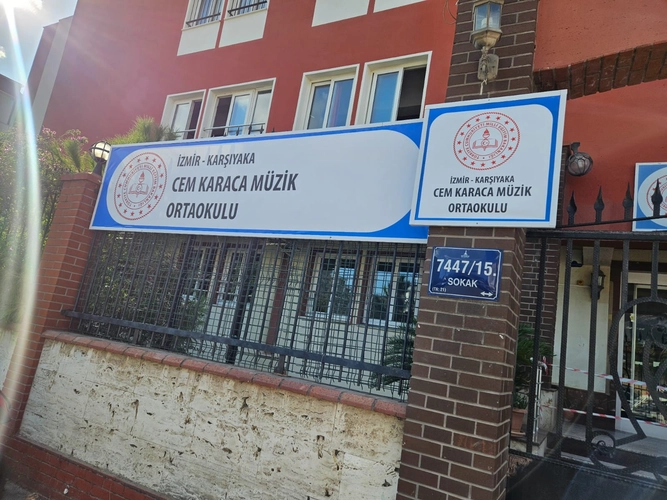 İZMİR - KARŞIYAKA
CEM KARACA MÜZİK
ORTAOKULU
İZMİR - KARŞIYAKA
CEM KARACA MÜZİK
ORTAOKULU
7447/15.
SOKAK